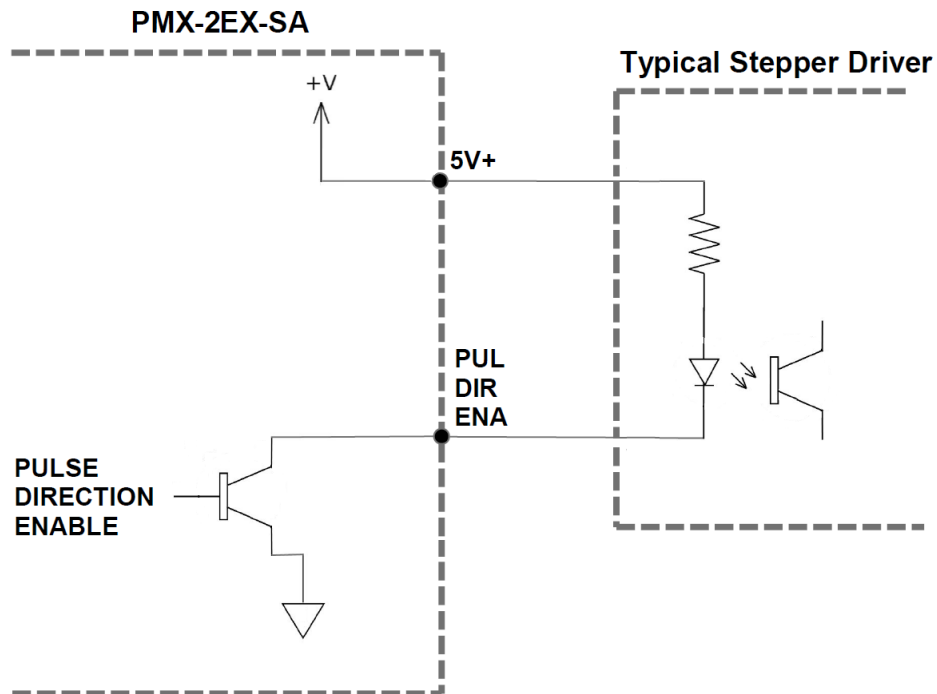 PMX-2EX-SA
Typical Stepper Driver
+V
5V+
PUL
DIR
ENA
PULSE
DIRECTION
ENABLE